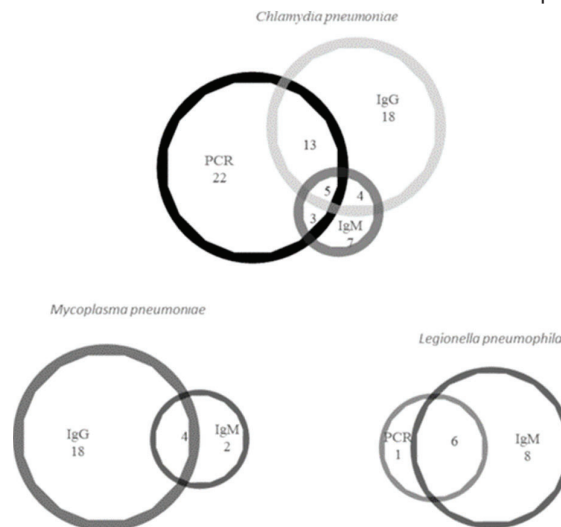 Chlamydia pneumoniae
IgG
18
13
PCR
22
5
4
3
IgM
7
Mycoplasma pneumoniae
IgG
18
4
IgM
2
Legionella pneumophila
PCR
1
6
IgM
8